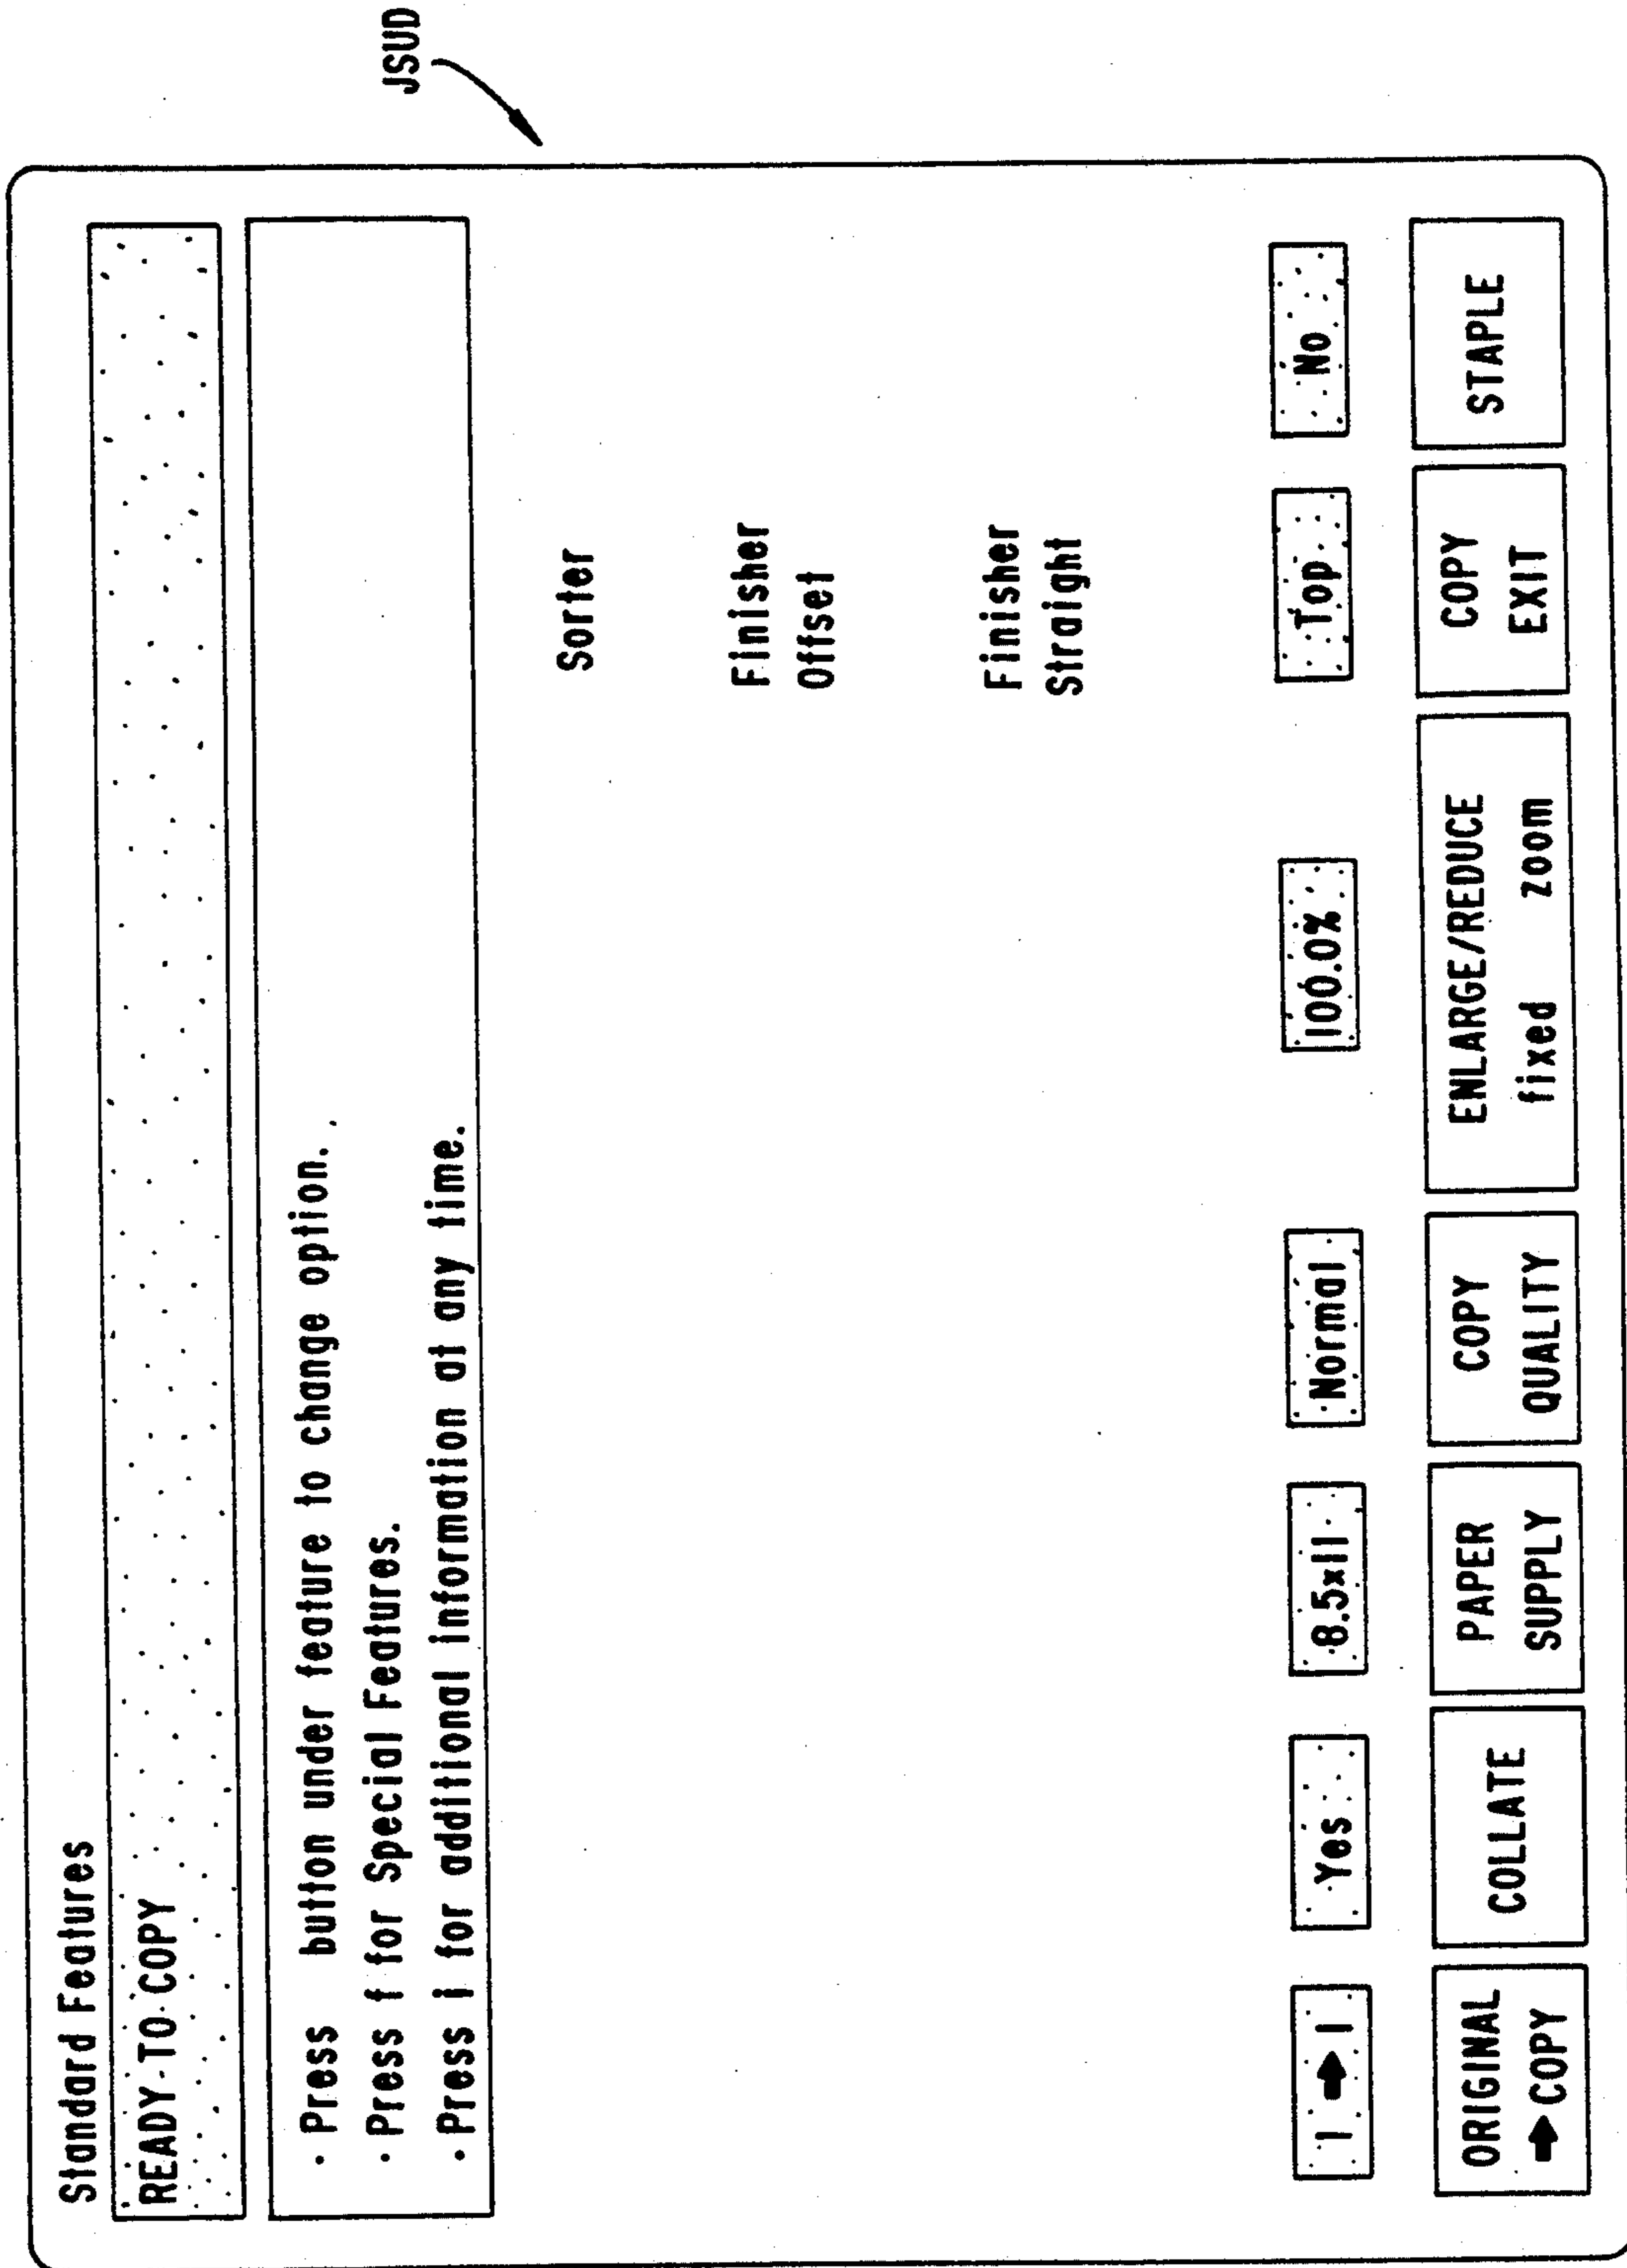 JSUD
Standard Features
READY-TO-COPY
· Press button under feature to change option.
· Press f for Special Features.
· Press i for additional information at any time.
Sorter
Finisher
Offset
Finisher
Straight
1 ➡ 1
Yes
8.5x11
Normal
100.0%
Top
No
ORIGINAL
➡ COPY
COLLATE
PAPER
SUPPLY
COPY
QUALITY
ENLARGE/REDUCE
fixed zoom
COPY
EXIT
STAPLE